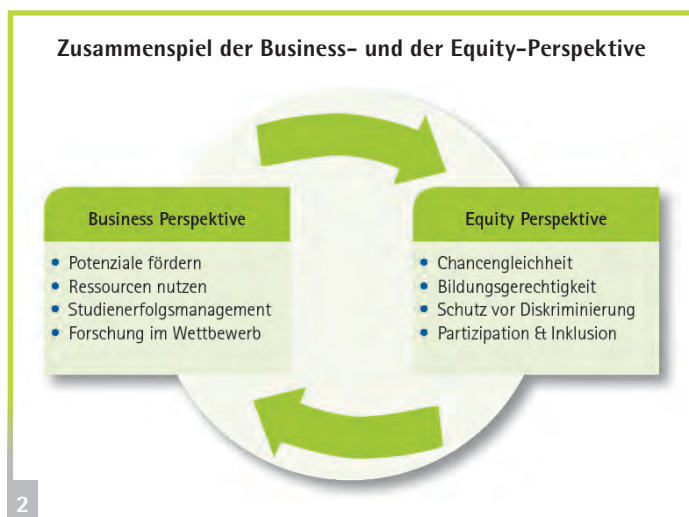 Zusammenspiel der Business- und der Equity-Perspektive
Business Perspektive
• Potenziale fördern
• Ressourcen nutzen
• Studienerfolgsmanagement
• Forschung im Wettbewerb
Equity Perspektive
• Chancengleichheit
• Bildungsgerechtigkeit
• Schutz vor Diskriminierung
• Partizipation & Inklusion
2